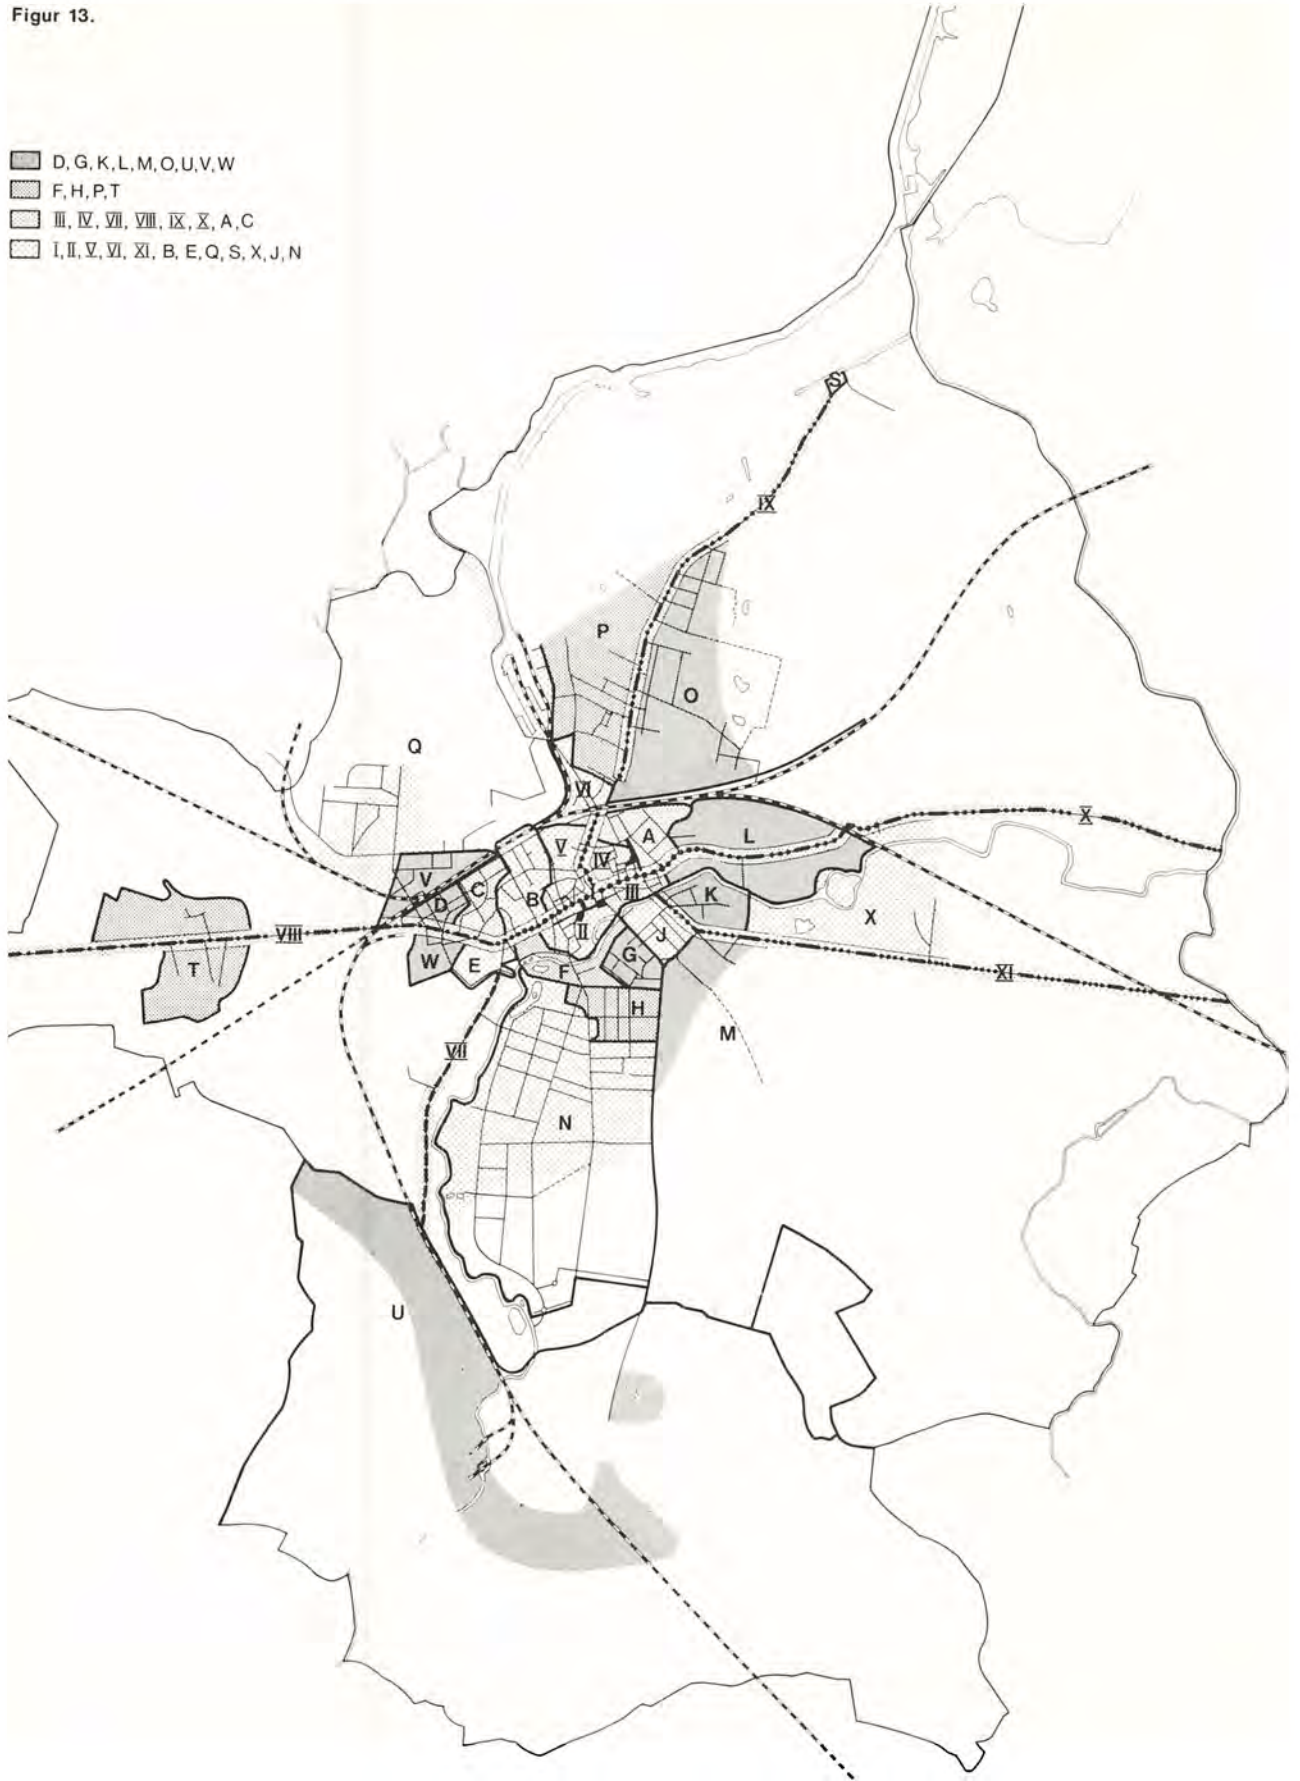 Figur 13.
D, G, K, L, M, O, U, V, W
F, H, P, T
III, IV, VII, VIII, IX, X, A, C
I, II, V, VI, XI, B, E, Q, S, X, J, N
S
IX
P
O
Q
VI
A
L
X
V
IV
V
C
D
B
III
K
I
X
II
J
VIII
W
E
F
G
T
XI
H
M
VII
N
U